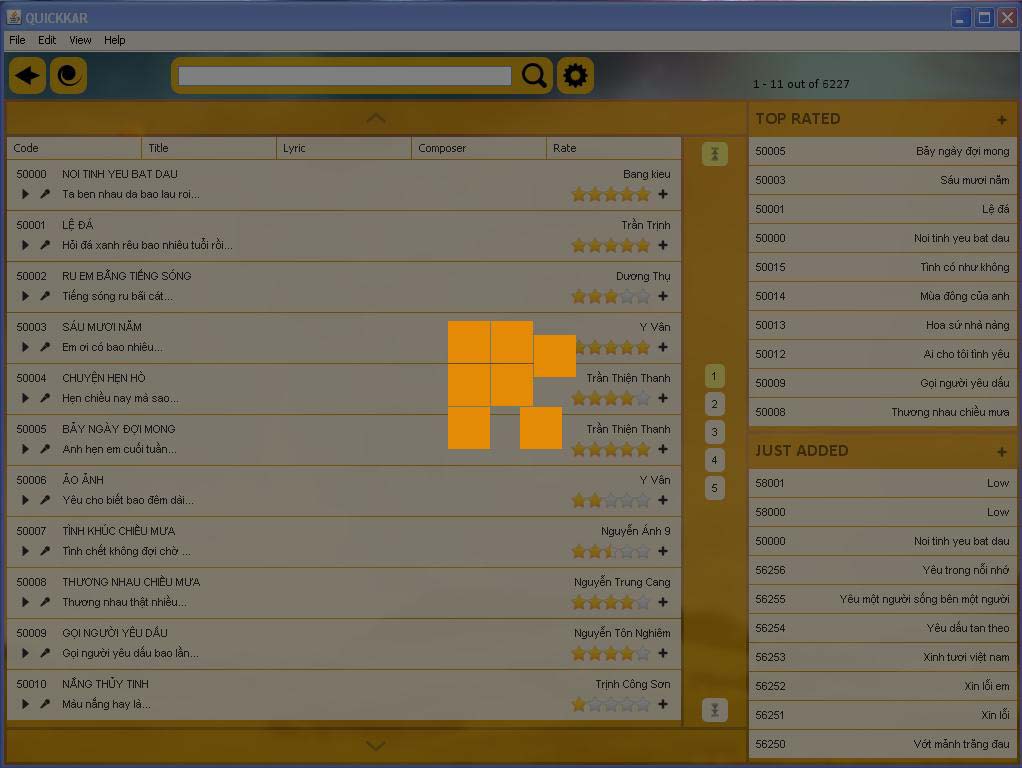 QUICKKAR
File Edit View Help
1 - 11 out of 6227
Code Title Lyric Composer Rate
50000 NOI TINH YEU BAT DAU Bang kieu
Ta ben nhau da bao lau roi...
50001 LỆ ĐÁ Trần Trịnh
Hỏi đá xanh rêu bao nhiêu tuổi rồi...
50002 RU EM BẰNG TIẾNG SÓNG Dương Thụ
Tiếng sóng ru bãi cát...
50003 SÁU MƯƠI NĂM Y Vân
Em ơi có bao nhiêu...
50004 CHUYỆN HẸN HÒ Trần Thiện Thanh
Hẹn chiều nay mà sao...
50005 BẢY NGÀY ĐỢI MONG Trần Thiện Thanh
Anh hẹn em cuối tuần...
50006 ẢO ẢNH Y Vân
Yêu cho biết bao đêm dài...
50007 TÌNH KHÚC CHIỀU MƯA Nguyễn Ánh 9
Tình chết không đợi chờ ...
50008 THƯƠNG NHAU CHIỀU MƯA Nguyễn Trung Cang
Thương nhau thật nhiều...
50009 GỌI NGƯỜI YÊU DẤU Nguyễn Tôn Nghiêm
Gọi người yêu dấu bao lần...
50010 NẮNG THỦY TINH Trịnh Công Sơn
Màu nắng hay là...
1
2
3
4
5
TOP RATED +
50005 Bảy ngày đợi mong
50003 Sáu mươi năm
50001 Lệ đá
50000 Noi tinh yeu bat dau
50015 Tình có như không
50014 Mùa đông của anh
50013 Hoa sứ nhà nàng
50012 Ai cho tôi tình yêu
50009 Gọi người yêu dấu
50008 Thương nhau chiều mưa
JUST ADDED +
58001 Low
58000 Low
50000 Noi tinh yeu bat dau
56256 Yêu trong nỗi nhớ
56255 Yêu một người sống bên một người
56254 Yêu dấu tan theo
56253 Xinh tươi việt nam
56252 Xin lỗi em
56251 Xin lỗi
56250 Vớt mảnh trăng đau